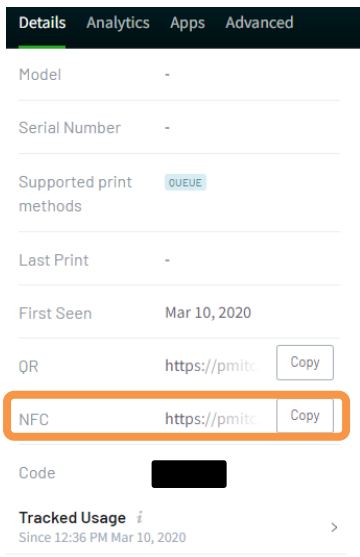 Details Analytics Apps Advanced
Model -
Serial Number -
Supported print QUEUE
methods
Last Print -
First Seen Mar 10, 2020
QR https://pmitc Copy
NFC https://pmitc Copy
Code
Tracked Usage i
Since 12:36 PM Mar 10, 2020